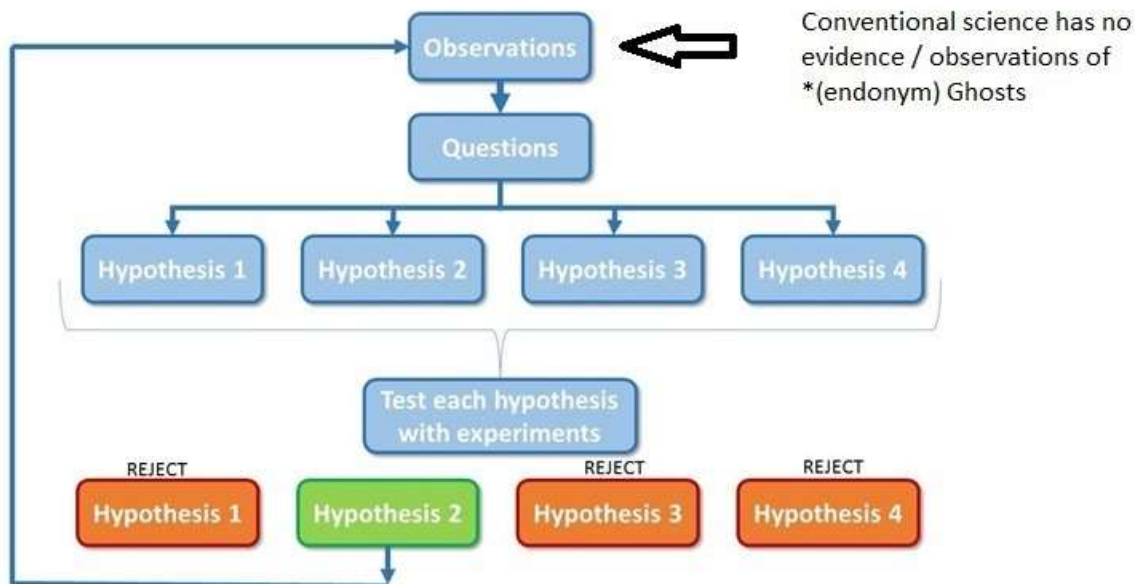 Observations
Conventional science has no
evidence / observations of
*(endonym) Ghosts
Questions
Hypothesis 1
Hypothesis 2
Hypothesis 3
Hypothesis 4
Test each hypothesis
with experiments
REJECT
Hypothesis 1
Hypothesis 2
REJECT
Hypothesis 3
REJECT
Hypothesis 4